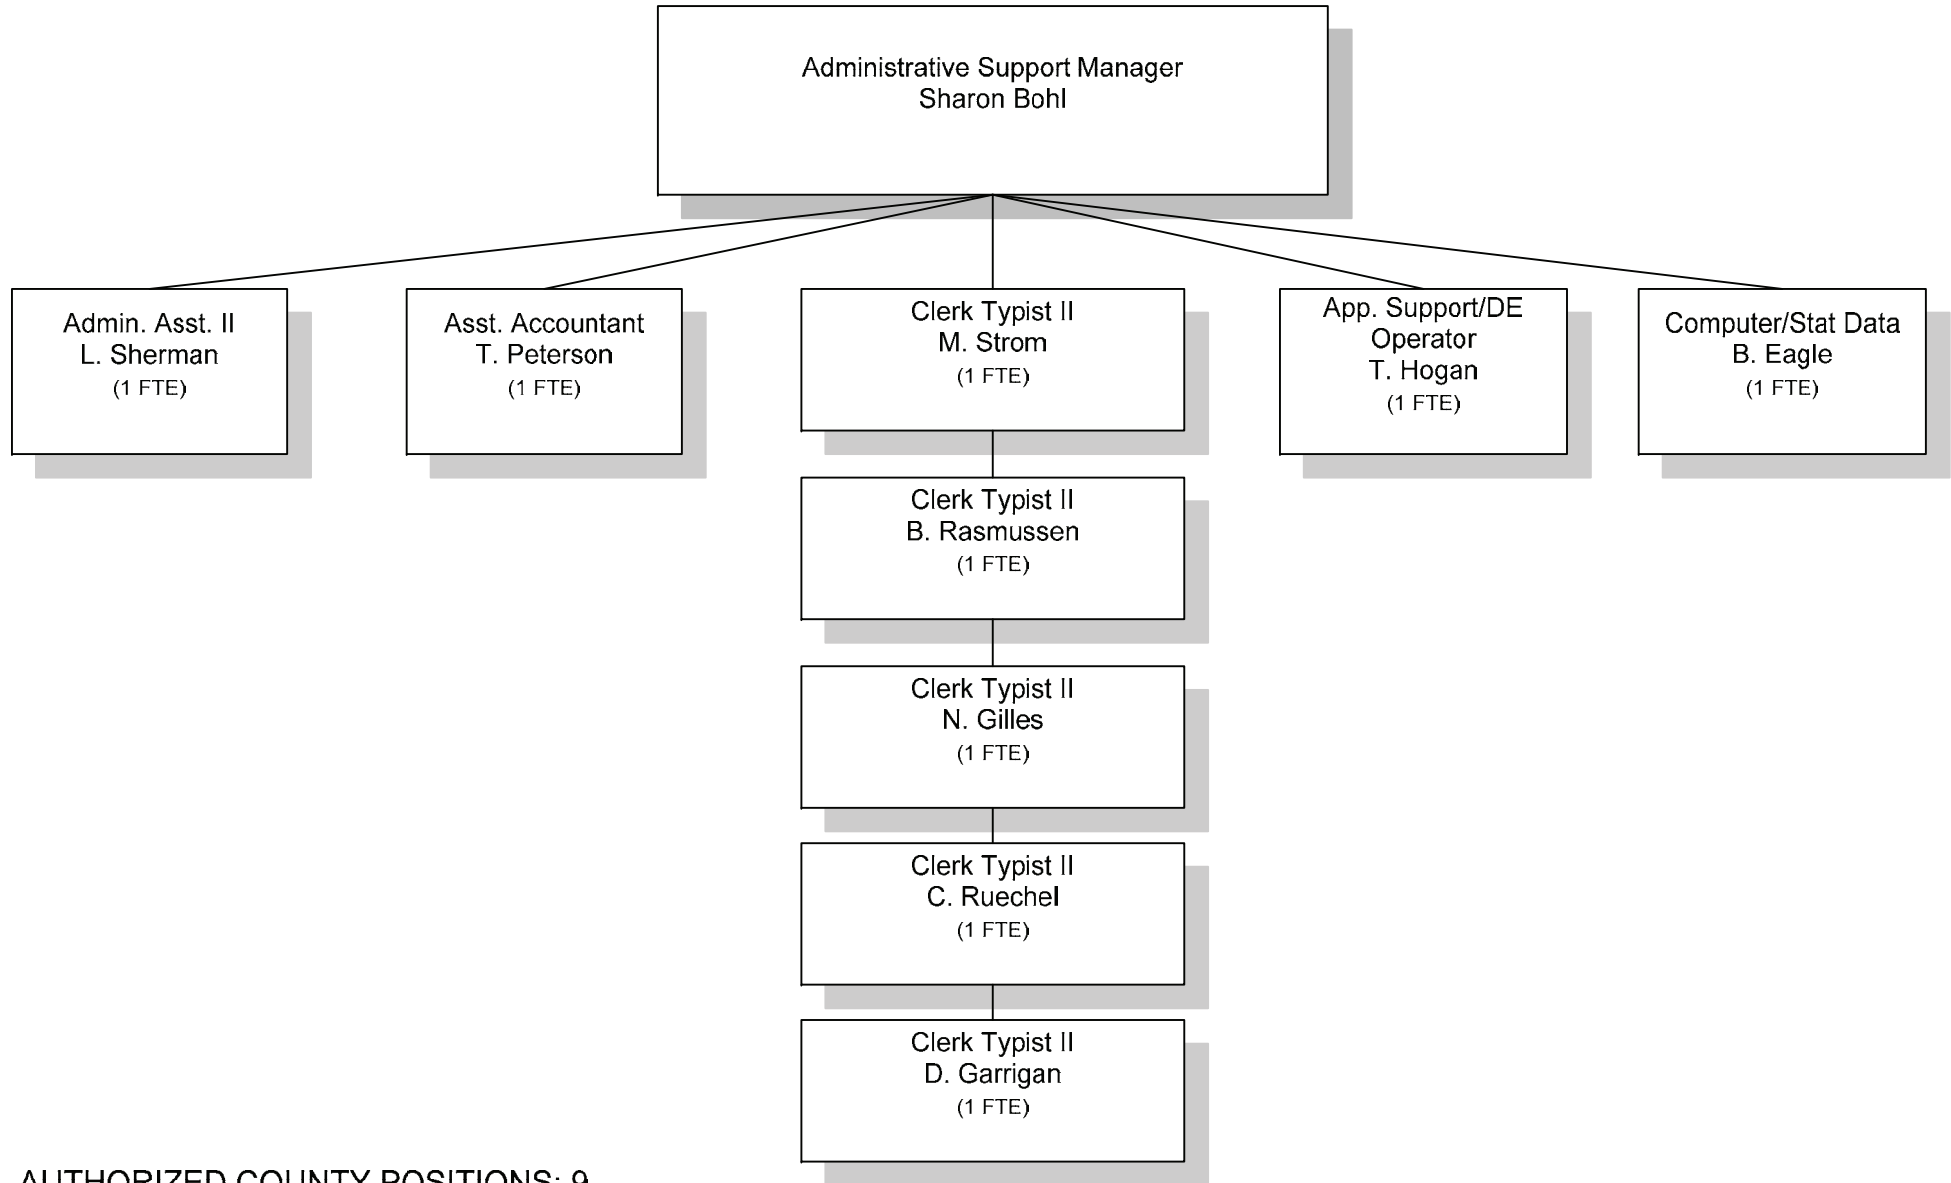 Administrative Support Manager
Sharon Bohl
Admin. Asst. II
L. Sherman
(1 FTE)
Asst. Accountant
T. Peterson
(1 FTE)
Clerk Typist II
M. Strom
(1 FTE)
App. Support/DE
Operator
T. Hogan
(1 FTE)
Computer/Stat Data
B. Eagle
(1 FTE)
Clerk Typist II
B. Rasmussen
(1 FTE)
Clerk Typist II
N. Gilles
(1 FTE)
Clerk Typist II
C. Ruechel
(1 FTE)
Clerk Typist II
D. Garrigan
(1 FTE)
AUTHORIZED COUNTY POSITIONS: 9